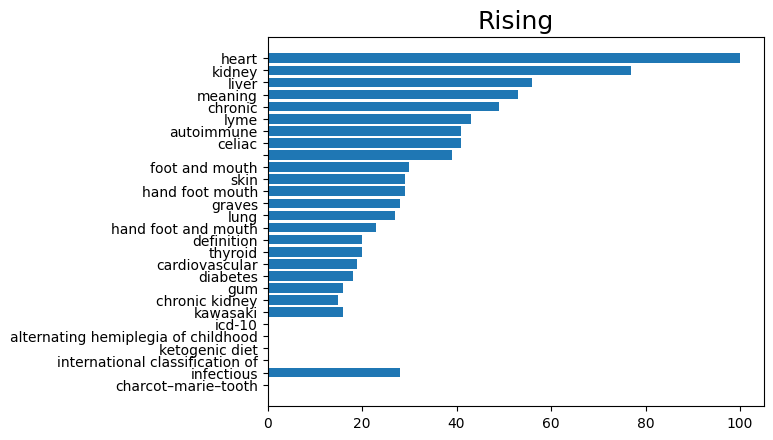 Rising
heart
kidney
liver
meaning
chronic
lyme
autoimmune
celiac
foot and mouth
skin
hand foot mouth
graves
lung
hand foot and mouth
definition
thyroid
cardiovascular
diabetes
gum
chronic kidney
kawasaki
icd-10
alternating hemiplegia of childhood
ketogenic diet
international classification of
infectious
charcot–marie–tooth
0 20 40 60 80 100